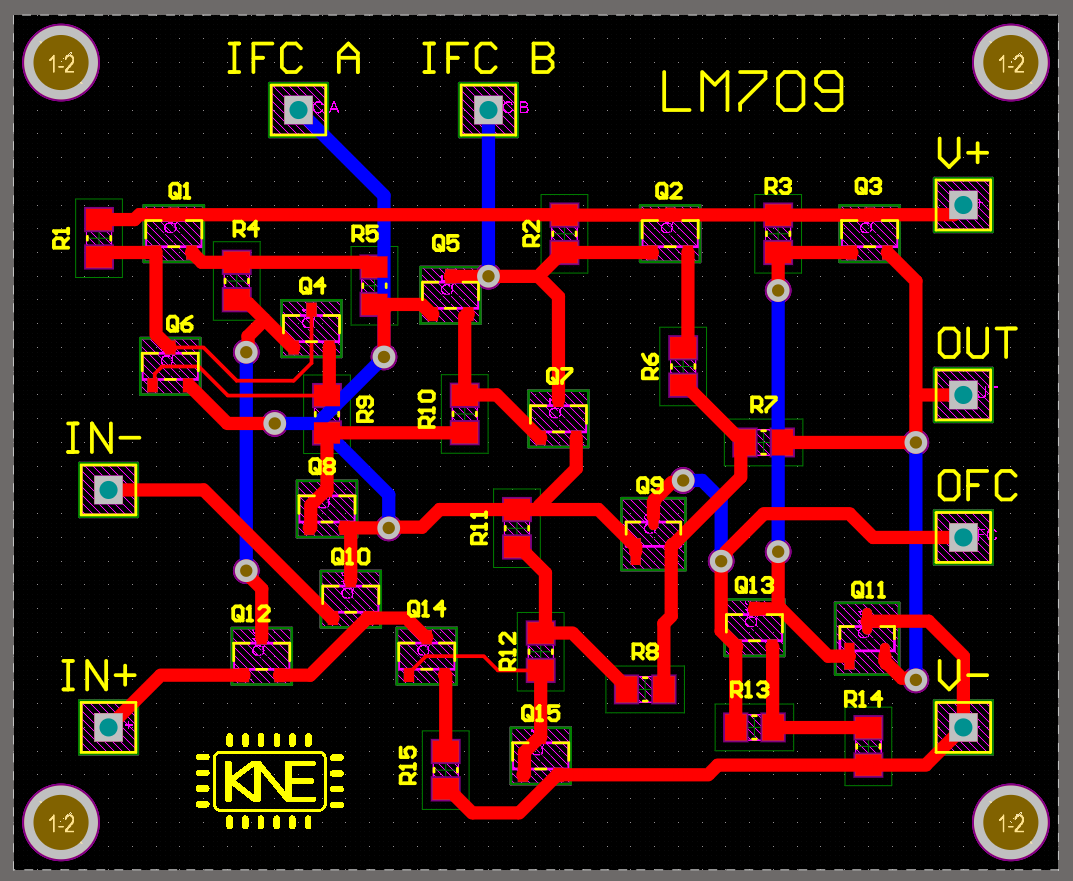 IFC A
IFC B
LM709
1-2
1-2
C A
C B
V+
+
Q1
Q2
R3
Q3
R1
R4
R5
Q5
R2
Q4
Q6
OUT
R6
Q7
R9
R10
R7
IN-
Q8
Q9
OFC
R11
Q10
Q12
Q14
Q13
Q11
IN+
R12
R8
V-
+
R13
R14
Q15
R15
KNE
1-2
1-2